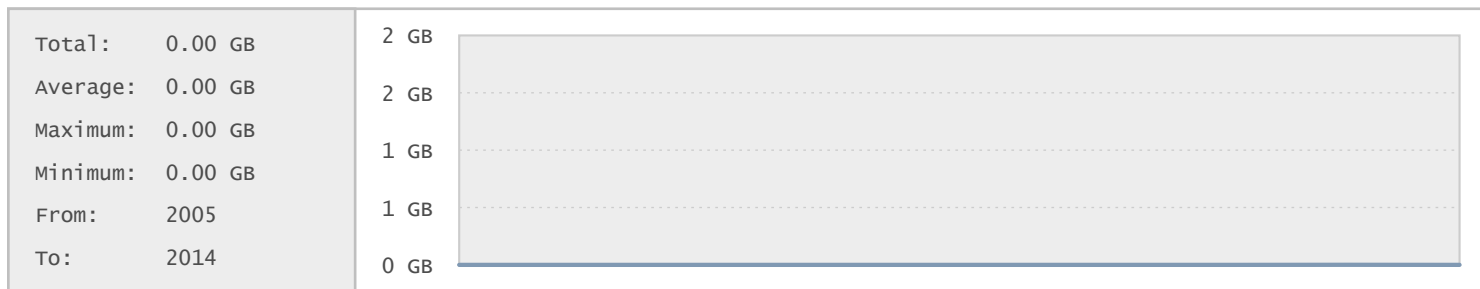 Total: 0.00 GB
Average: 0.00 GB
Maximum: 0.00 GB
Minimum: 0.00 GB
From: 2005
To: 2014
2 GB
2 GB
1 GB
1 GB
0 GB